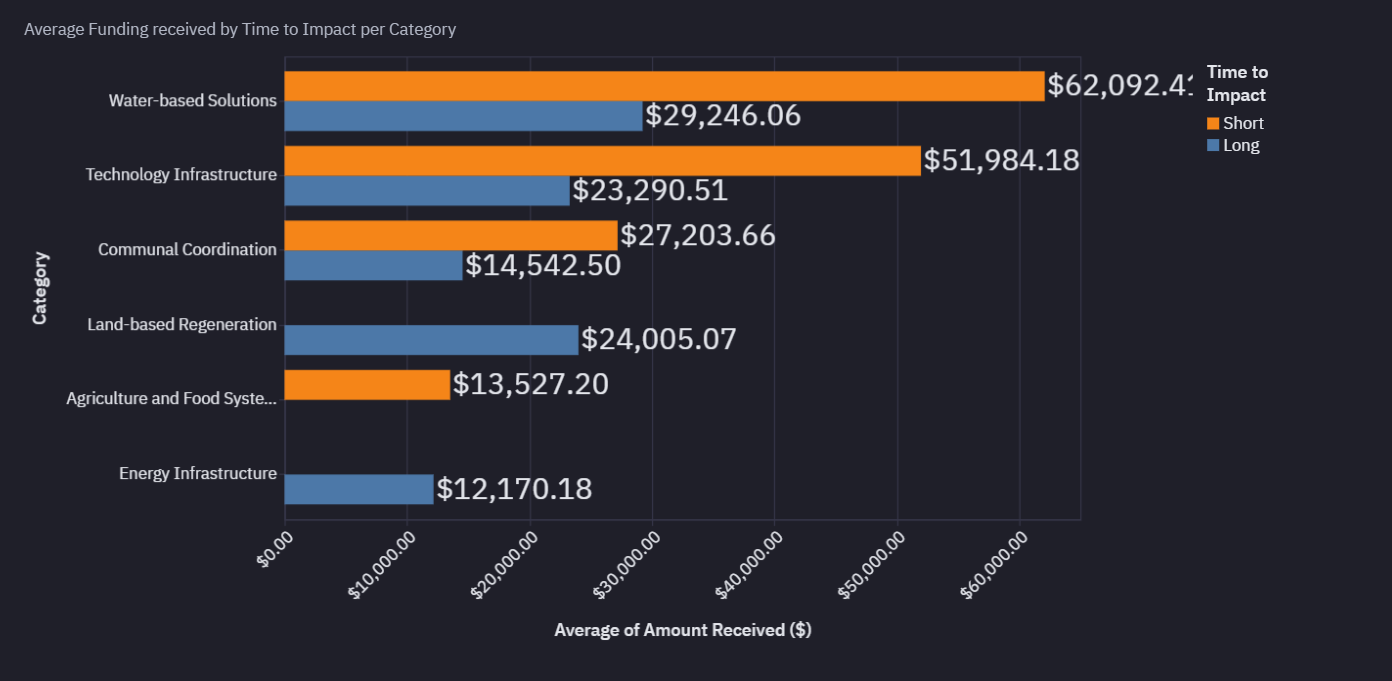 Average Funding received by Time to Impact per Category
Water-based Solutions
Technology Infrastructure
Communal Coordination
Land-based Regeneration
Agriculture and Food Syste...
Energy Infrastructure
Category
$29,246.06
$51,984.18
$23,290.51
$27,203.66
$14,542.50
$24,005.07
$13,527.20
$12,170.18
$0.00
$10,000.00
$20,000.00
$30,000.00
$40,000.00
$50,000.00
$60,000.00
Average of Amount Received ($)
Time to
Impact
Short
Long